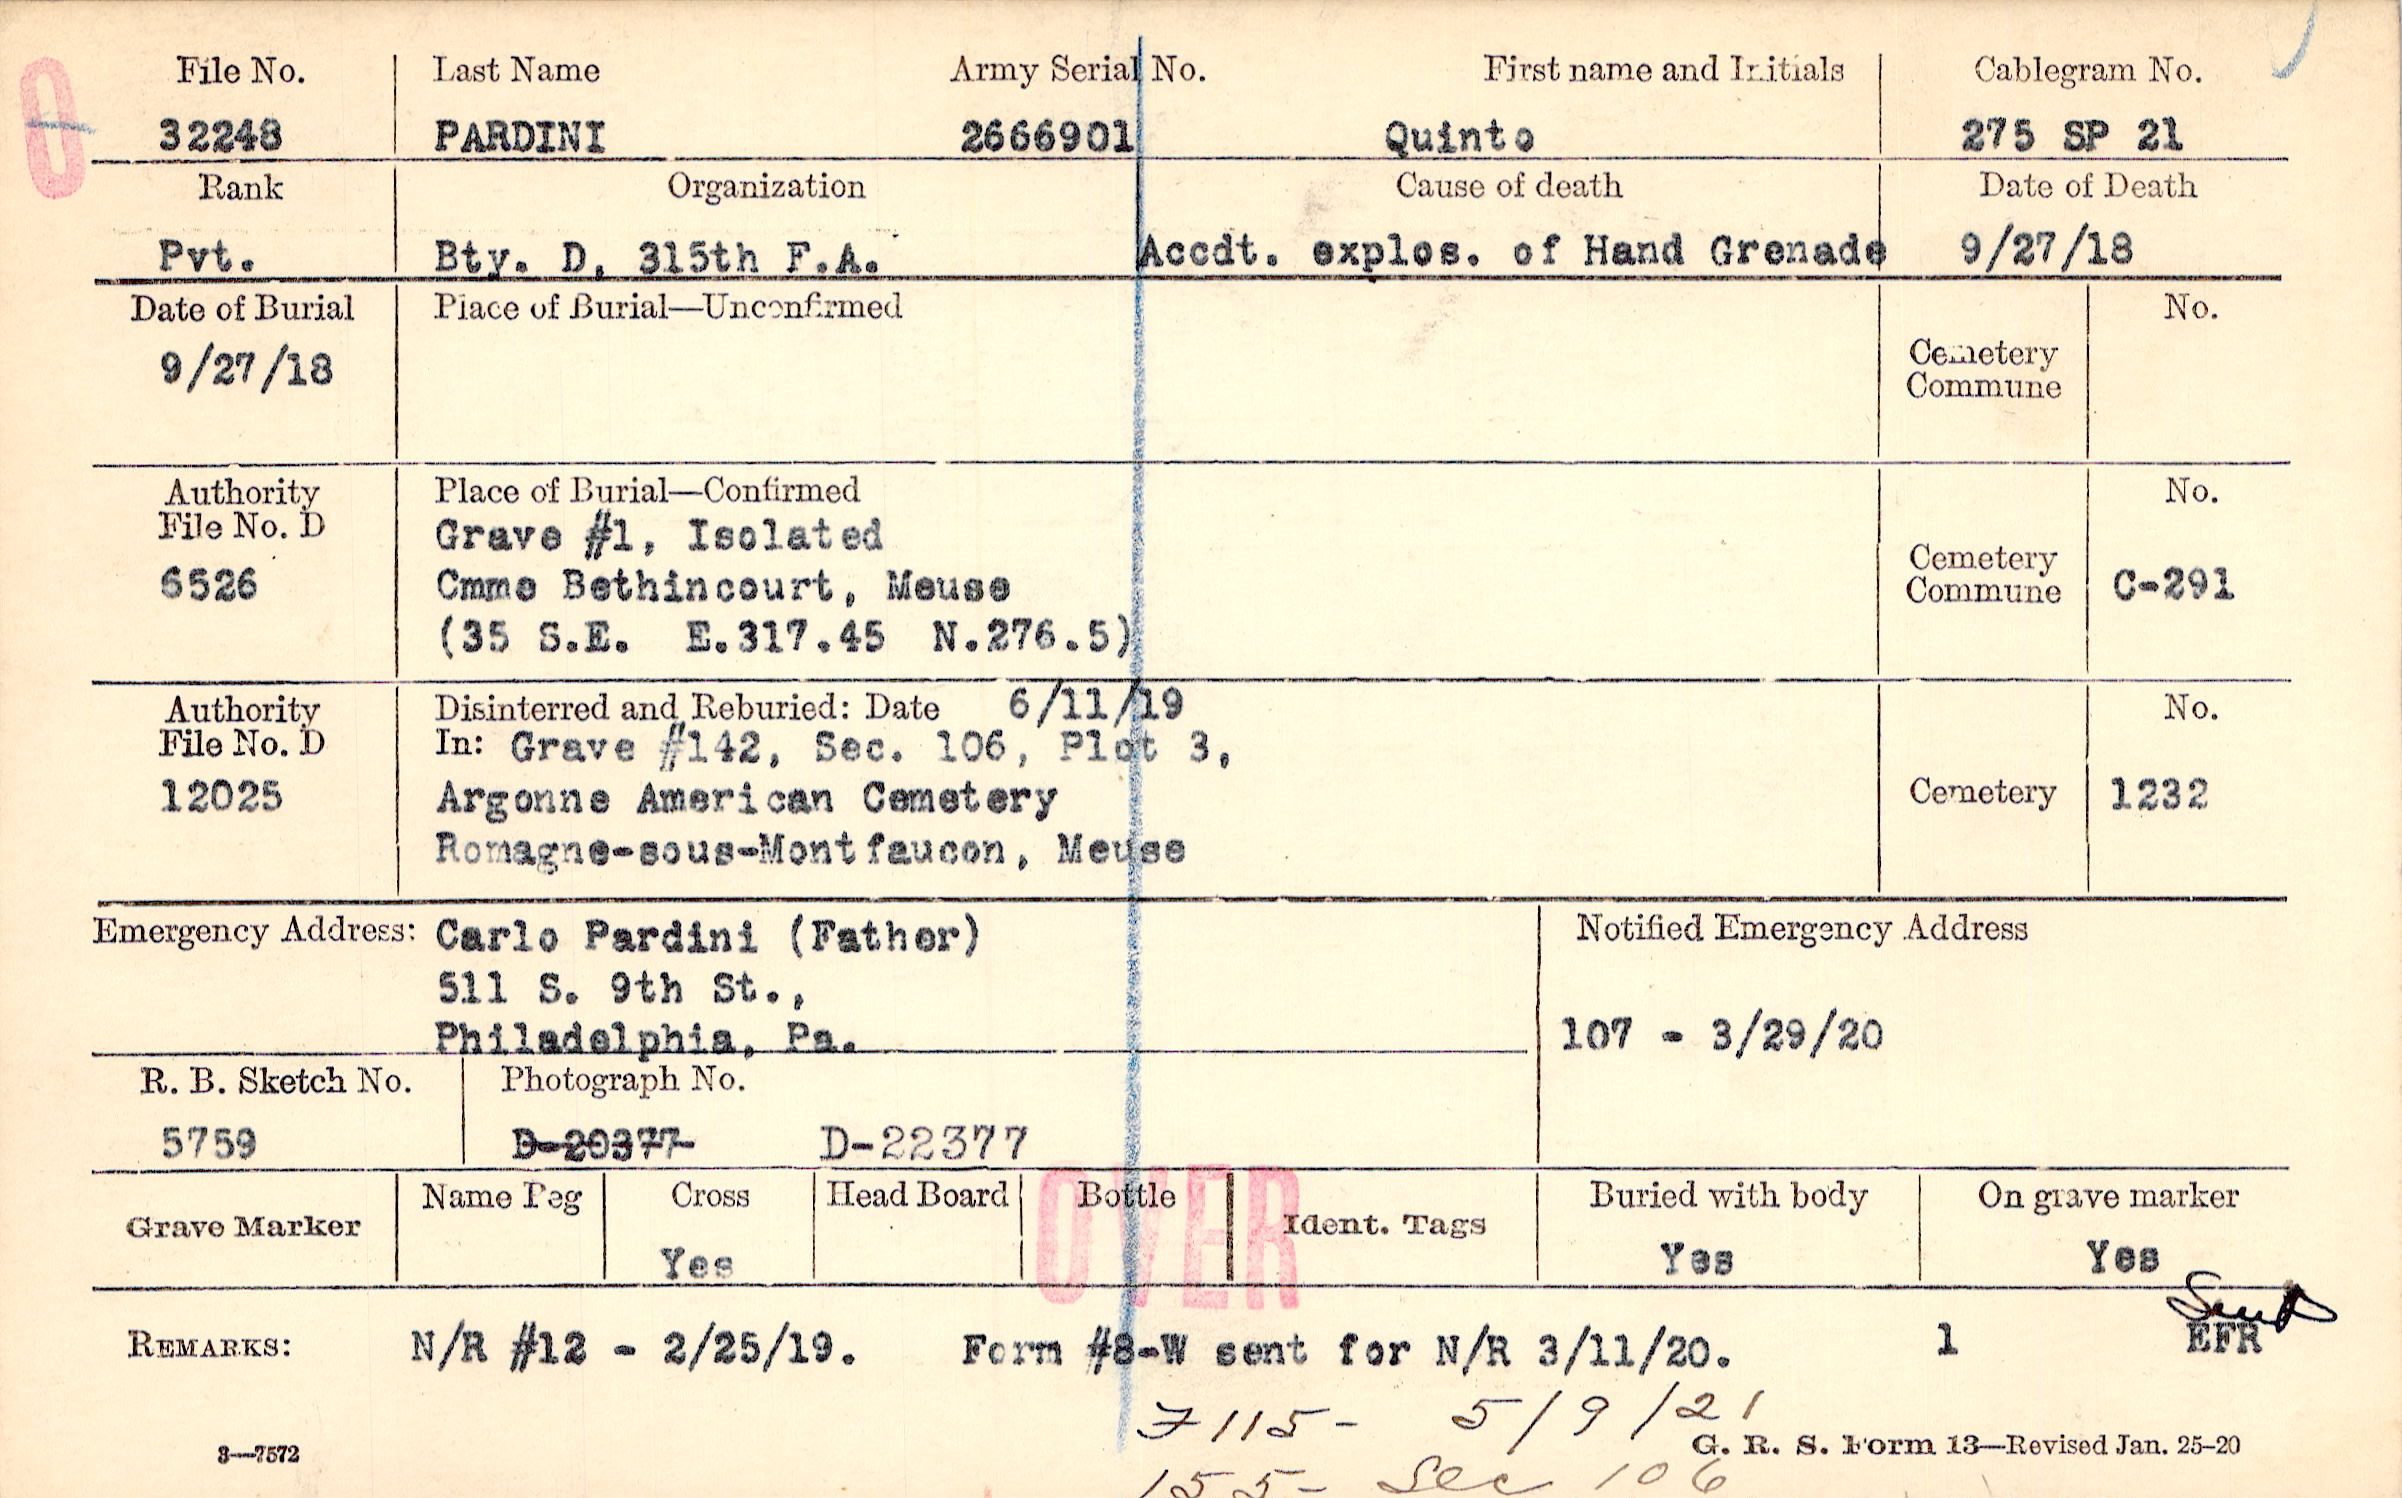 File No. Last Name Army Serial No. First name and Initials Cablegram No.
32248 PARDINI 2666901 Quinto 275 SP 21
Rank Organization Cause of death Date of Death
Pvt. Bty. D, 315th F.A. Accdt. explos. of Hand Grenade 9/27/18
Date of Burial Place of Burial—Unconfirmed No.
9/27/18
Cemetery
Commune
Authority Place of Burial—Confirmed No.
File No. D
Grave #1, Isolated
6526 Cmme Bethincourt, Meuse
Cemetery
Commune C-291
(35 S.E. E.317.45 N.276.5)
Authority Disinterred and Reburied: Date 6/11/19 No.
File No. D In: Grave #142, Sec. 106, Plot 3,
12025 Argonne American Cemetery Cemetery 1232
Romagne-sous-Montfaucon, Meuse
Emergency Address: Carlo Pardini (Father) Notified Emergency Address
511 S. 9th St.,
Philadelphia, Pa. 107 - 3/29/20
R. B. Sketch No. Photograph No.
5759 D-20377 D-22377
Grave Marker Name Peg Cross Head Board Bottle Ident. Tags Buried with body On grave marker
Yes Yes Yes
OVER
REMARKS: N/R #12 - 2/25/19. Form #8-W sent for N/R 3/11/20. 1 EFR
F115- 5/9/21
3—7572 G. R. S. Form 13—Revised Jan. 25-20
155- Sec 106